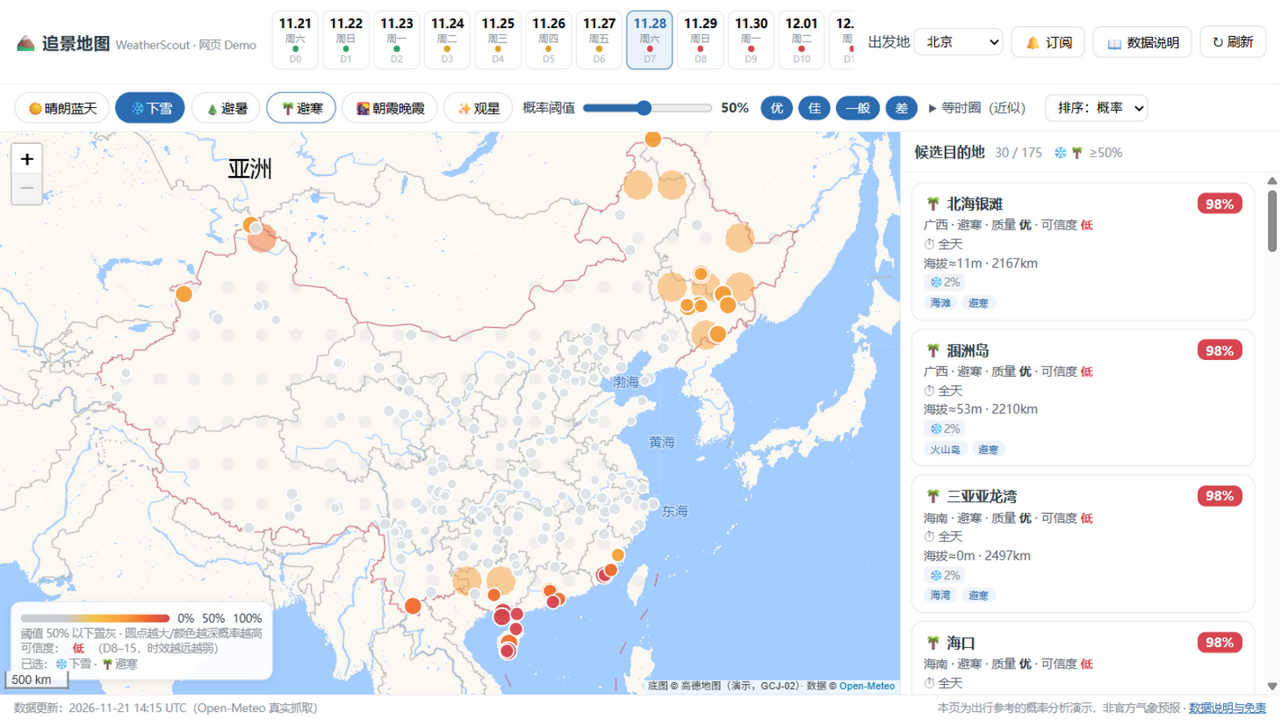 追景地图 WeatherScout · 网页 Demo
11.21 周六 D0
11.22 周日 D1
11.23 周一 D2
11.24 周二 D3
11.25 周三 D4
11.26 周四 D5
11.27 周五 D6
11.28 周六 D7
11.29 周日 D8
11.30 周一 D9
12.01 周二 D10
出发地 北京 订阅 数据说明 ↻ 刷新
晴朗蓝天 下雪 避暑 避寒 朝霞晚霞 观星 概率阈值 50% 优 佳 一般 差 ▶ 等时圈（近似） 排序：概率
+
−
亚洲
渤海
黄海
东海
0% 50% 100%
阈值 50% 以下置灰 · 圆点越大/颜色越深概率越高
可信度： 低 （D8–15，时效越远越弱）
已选： 下雪 · 避寒
500 km
底图 © 高德地图（演示，GCJ-02）· 数据 © Open-Meteo
候选目的地 30 / 175 ≥50%
北海银滩 98%
广西 · 避寒 · 质量 优 · 可信度 低
全天
海拔≈11m · 2167km
2%
海滩 避寒
涠洲岛 98%
广西 · 避寒 · 质量 优 · 可信度 低
全天
海拔≈53m · 2210km
2%
火山岛 避寒
三亚亚龙湾 98%
海南 · 避寒 · 质量 优 · 可信度 低
全天
海拔≈0m · 2497km
2%
海湾 避寒
海口 98%
海南 · 避寒 · 质量 优 · 可信度 低
全天
数据更新：2026-11-21 14:15 UTC（Open-Meteo 真实抓取）
本页为出行参考的概率分析演示，非官方气象预报 · 数据说明与免责